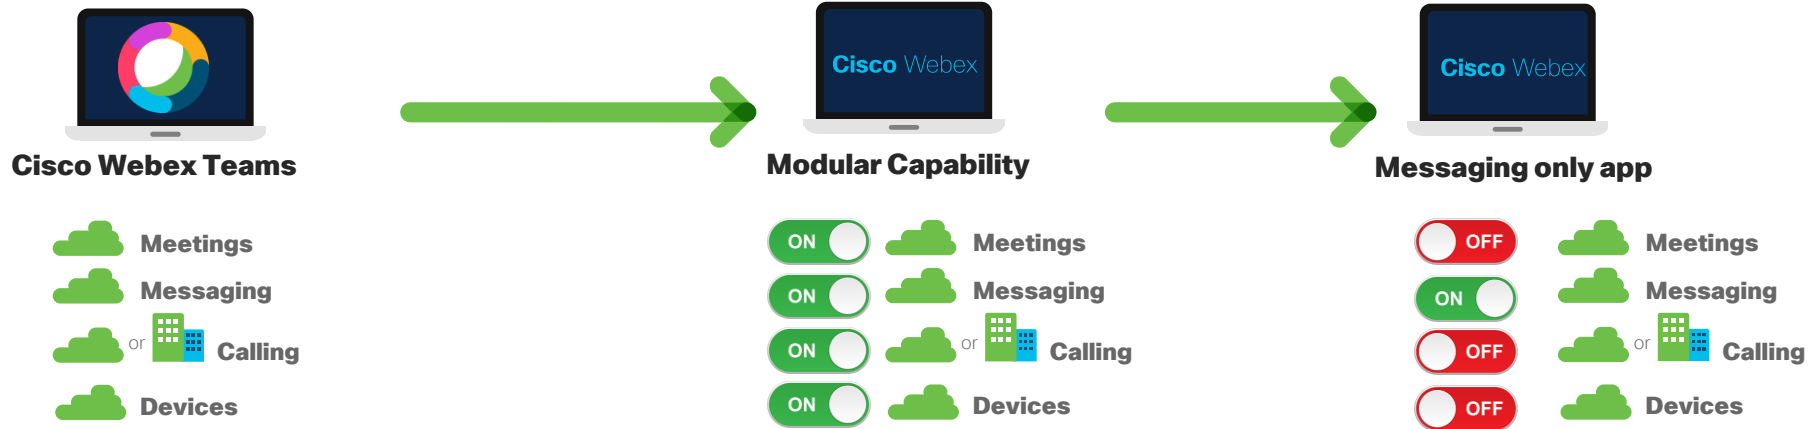 Cisco Webex
Cisco Webex
Cisco Webex Teams
Modular Capability
Messaging only app
Meetings
Messaging
or
Calling
Devices
ON
Meetings
ON
Messaging
ON
or
Calling
ON
Devices
OFF
Meetings
ON
Messaging
OFF
or
Calling
OFF
Devices